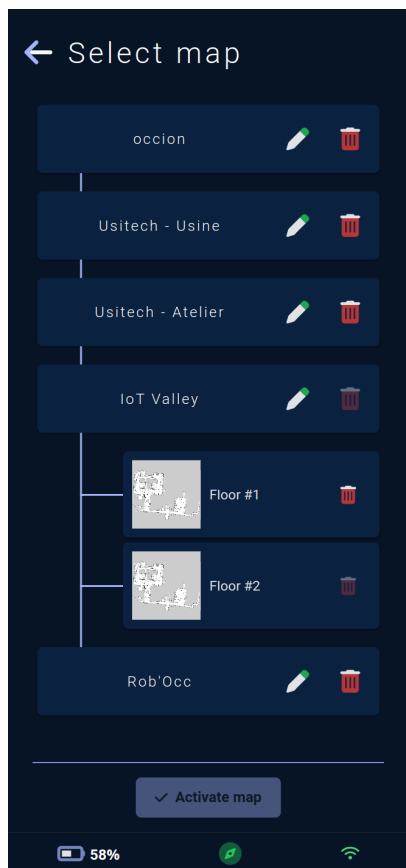 Select map
occion
Usitech - Usine
Usitech - Atelier
IoT Valley
Floor #1
Floor #2
Rob'Occ
Activate map
58%